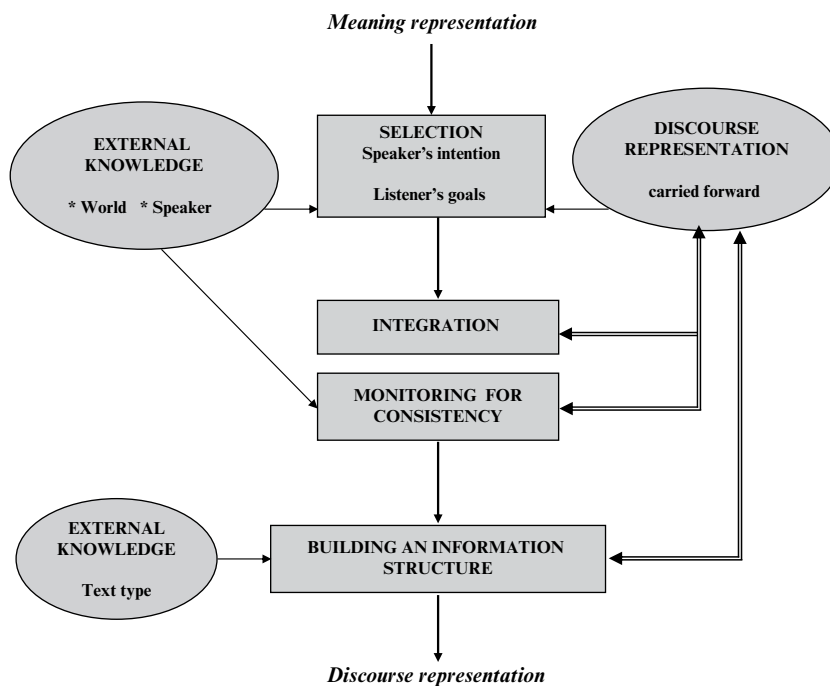 Meaning representation
EXTERNAL
KNOWLEDGE
* World * Speaker
SELECTION
Speaker's intention
Listener's goals
DISCOURSE
REPRESENTATION
carried forward
INTEGRATION
MONITORING FOR
CONSISTENCY
EXTERNAL
KNOWLEDGE
Text type
BUILDING AN INFORMATION
STRUCTURE
Discourse representation